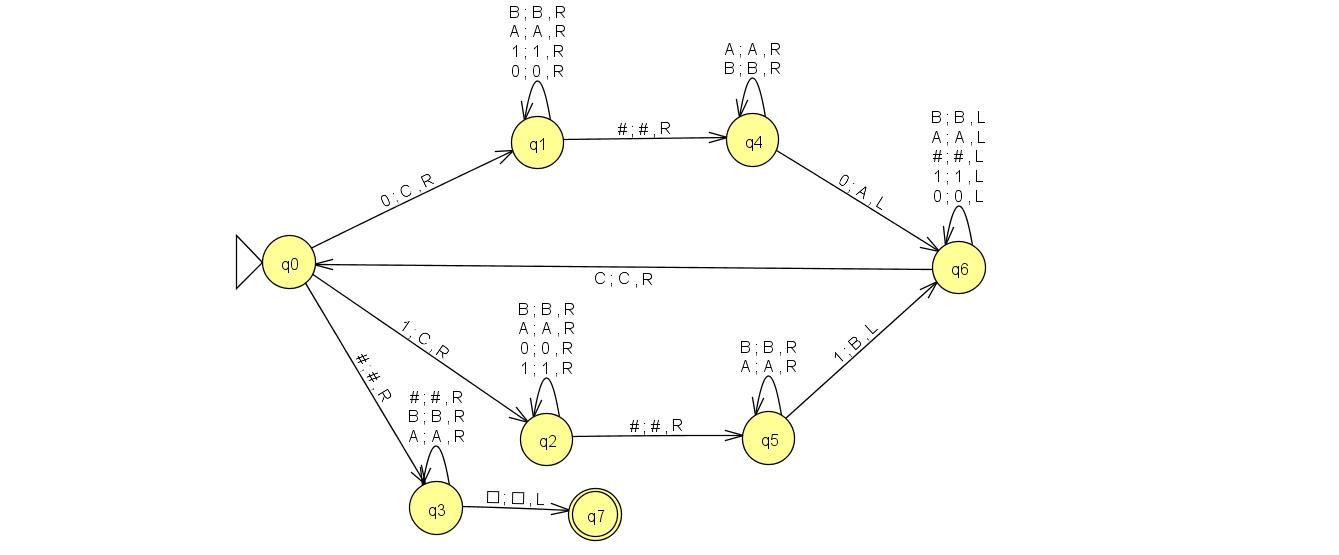 B ; B , R
A ; A , R
1 ; 1 , R
0 ; 0 , R
A ; A , R
B ; B , R
B ; B , L
A ; A , L
# ; # , L
1 ; 1 , L
0 ; 0 , L
# ; # , R
q1
q4
0 ; C , R
0 ; A , L
q0
q6
C ; C , R
B ; B , R
A ; A , R
0 ; 0 , R
1 ; 1 , R
1 ; C , R
B ; B , R
A ; A , R
1 ; B , L
# ; # , R
# ; # , R
B ; B , R
A ; A , R
# ; # , R
q2
q5
□ ; □ , L
q3
q7